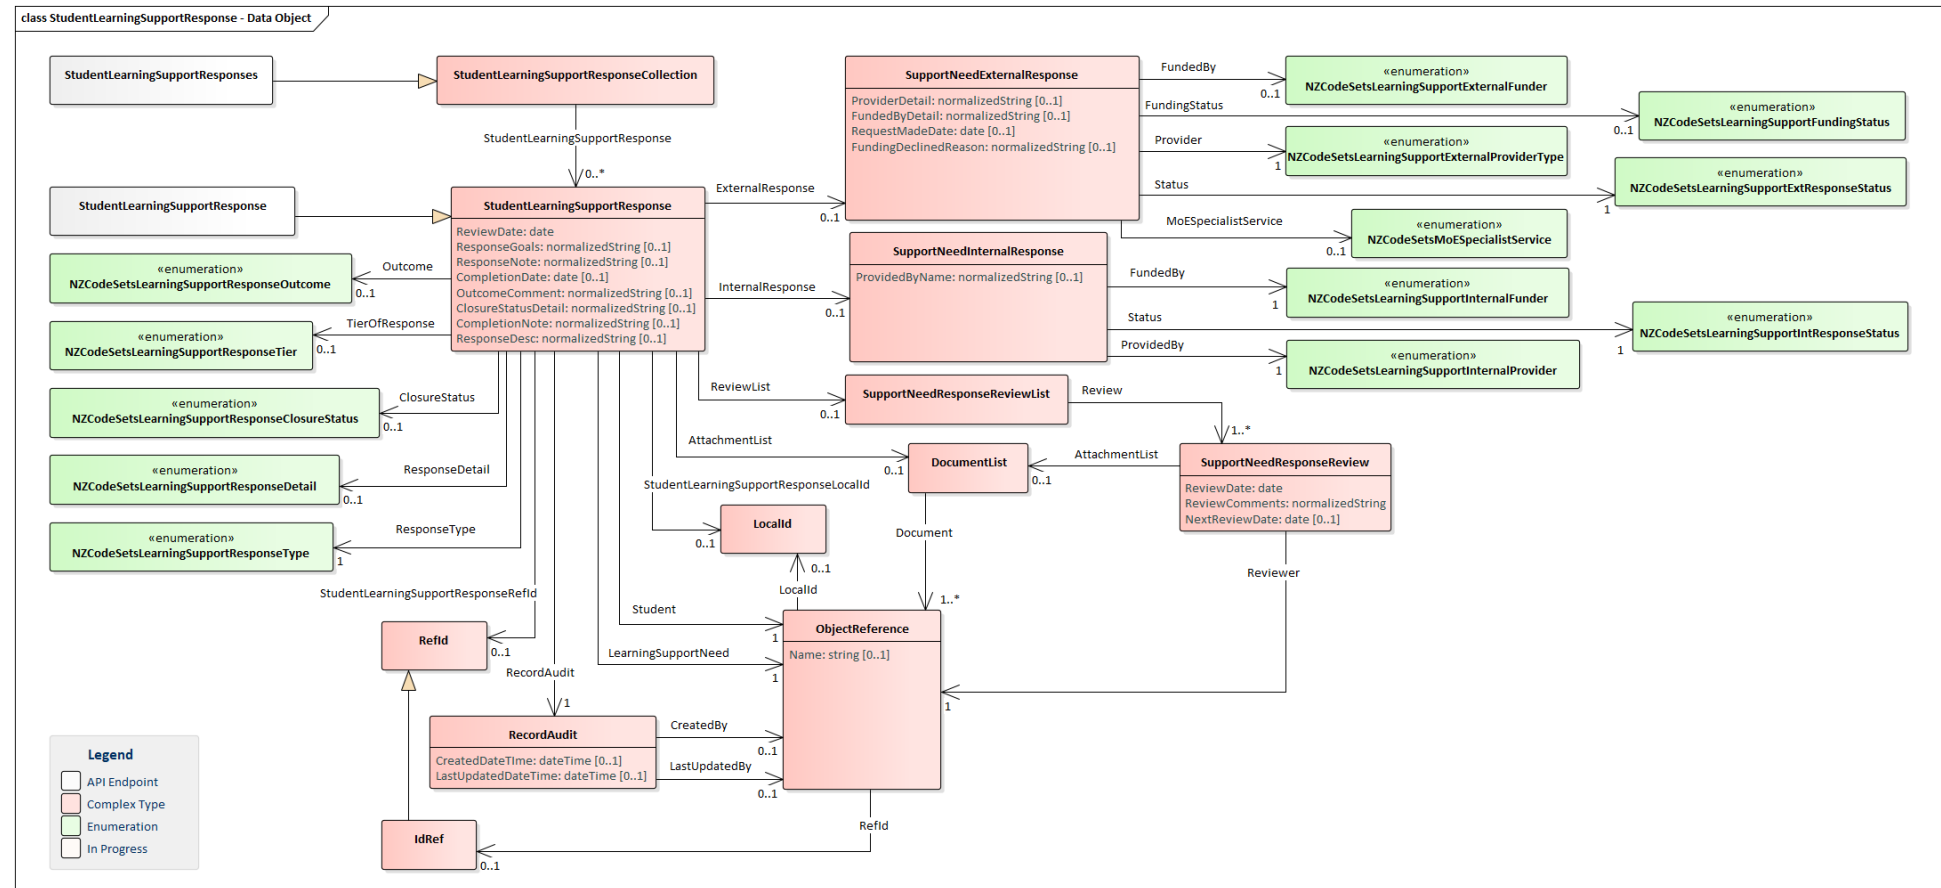 class StudentLearningSupportResponse - Data Object
StudentLearningSupportResponses
StudentLearningSupportResponseCollection
StudentLearningSupportResponse
0..*
StudentLearningSupportResponse
StudentLearningSupportResponse
ReviewDate: date
ResponseGoals: normalizedString [0..1]
ResponseNote: normalizedString [0..1]
CompletionDate: date [0..1]
OutcomeComment: normalizedString [0..1]
ClosureStatusDetail: normalizedString [0..1]
CompletionNote: normalizedString [0..1]
ResponseDesc: normalizedString [0..1]
Outcome
0..1
«enumeration»
NZCodeSetsLearningSupportResponseOutcome
TierOfResponse
0..1
«enumeration»
NZCodeSetsLearningSupportResponseTier
ClosureStatus
0..1
«enumeration»
NZCodeSetsLearningSupportResponseClosureStatus
ResponseDetail
0..1
«enumeration»
NZCodeSetsLearningSupportResponseDetail
ResponseType
1
«enumeration»
NZCodeSetsLearningSupportResponseType
ExternalResponse
0..1
SupportNeedExternalResponse
ProviderDetail: normalizedString [0..1]
FundedByDetail: normalizedString [0..1]
RequestMadeDate: date [0..1]
FundingDeclinedReason: normalizedString [0..1]
FundedBy
0..1
«enumeration»
NZCodeSetsLearningSupportExternalFunder
FundingStatus
0..1
«enumeration»
NZCodeSetsLearningSupportFundingStatus
Provider
1
«enumeration»
NZCodeSetsLearningSupportExternalProviderType
Status
1
«enumeration»
NZCodeSetsLearningSupportExtResponseStatus
MoESpecialistService
0..1
«enumeration»
NZCodeSetsMoESpecialistService
InternalResponse
0..1
SupportNeedInternalResponse
ProvidedByName: normalizedString [0..1]
FundedBy
1
«enumeration»
NZCodeSetsLearningSupportInternalFunder
Status
1
«enumeration»
NZCodeSetsLearningSupportIntResponseStatus
ProvidedBy
1
«enumeration»
NZCodeSetsLearningSupportInternalProvider
ReviewList
0..1
SupportNeedResponseReviewList
Review
1..*
SupportNeedResponseReview
ReviewDate: date
ReviewComments: normalizedString
NextReviewDate: date [0..1]
AttachmentList
0..1
DocumentList
AttachmentList
0..1
StudentLearningSupportResponseLocalId
0..1
LocalId
Document
1..*
Reviewer
1
LocalId
0..1
StudentLearningSupportResponseRefId
0..1
RefId
Student
1
LearningSupportNeed
1
ObjectReference
Name: string [0..1]
RecordAudit
1
RecordAudit
CreatedDateTIme: dateTime [0..1]
LastUpdatedDateTime: dateTime [0..1]
CreatedBy
0..1
LastUpdatedBy
0..1
RefId
0..1
IdRef
Legend
API Endpoint
Complex Type
Enumeration
In Progress